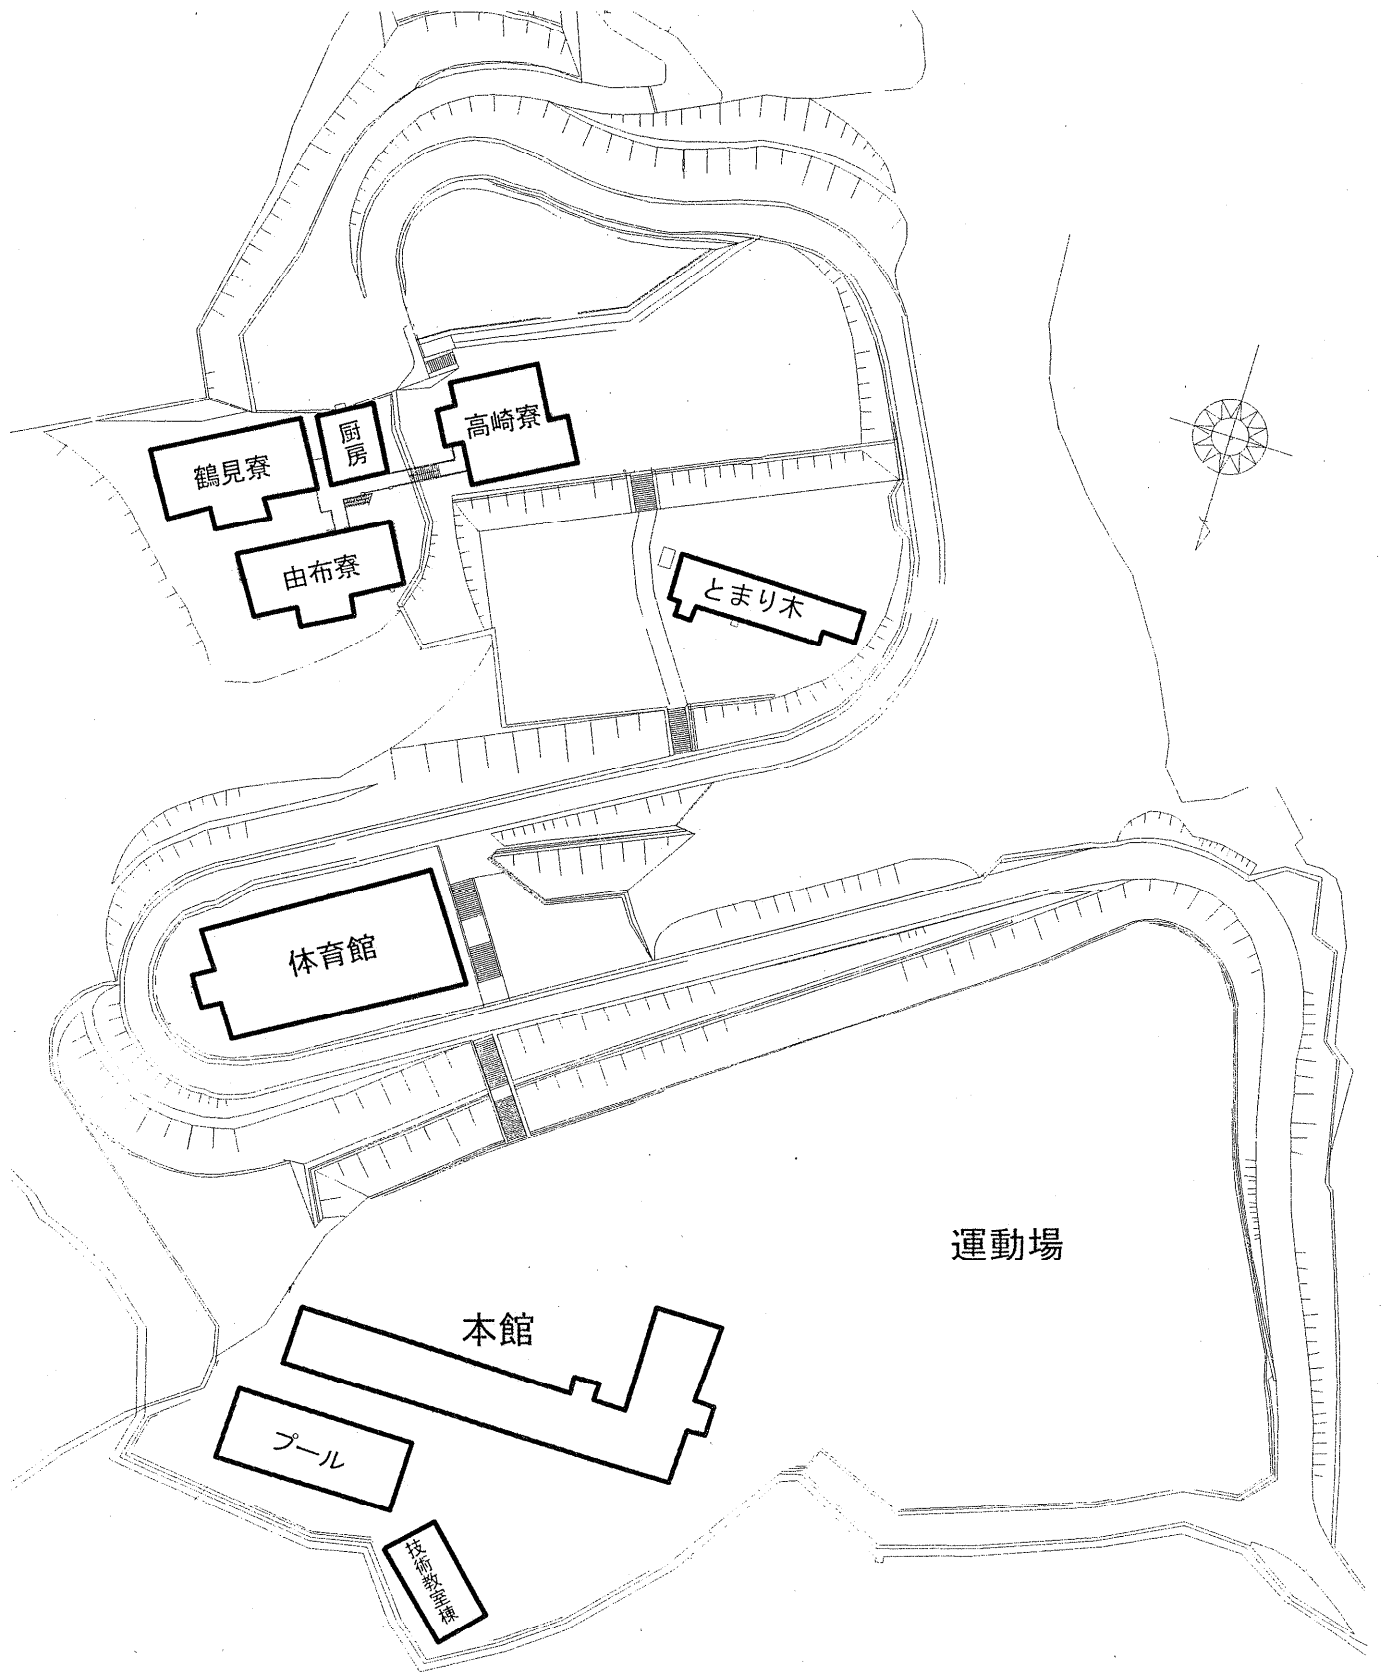 高崎寮
厨房
鶴見寮
由布寮
とまり木
体育館
運動場
本館
プール
技術教室棟